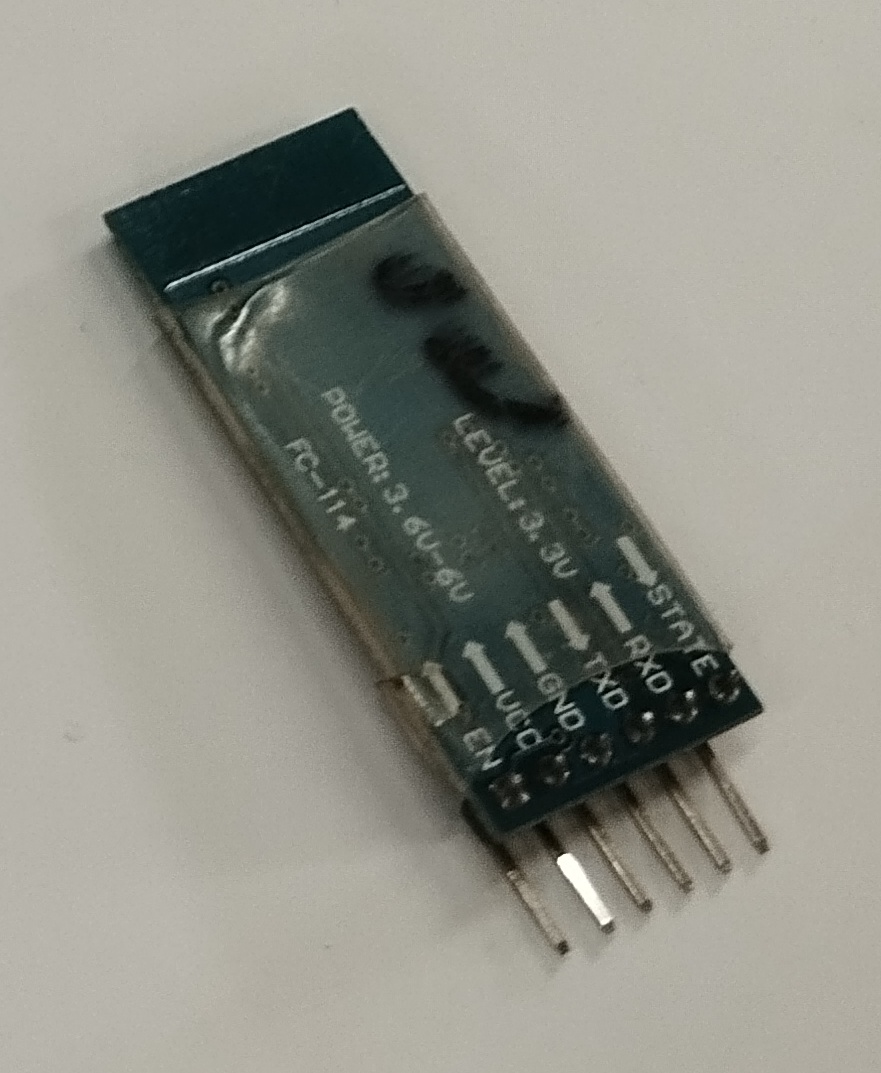 LEVEL:3.3V
POWER:3.6V-6V
FC-114
STATE
RXD
TXD
GND
VCC
EN